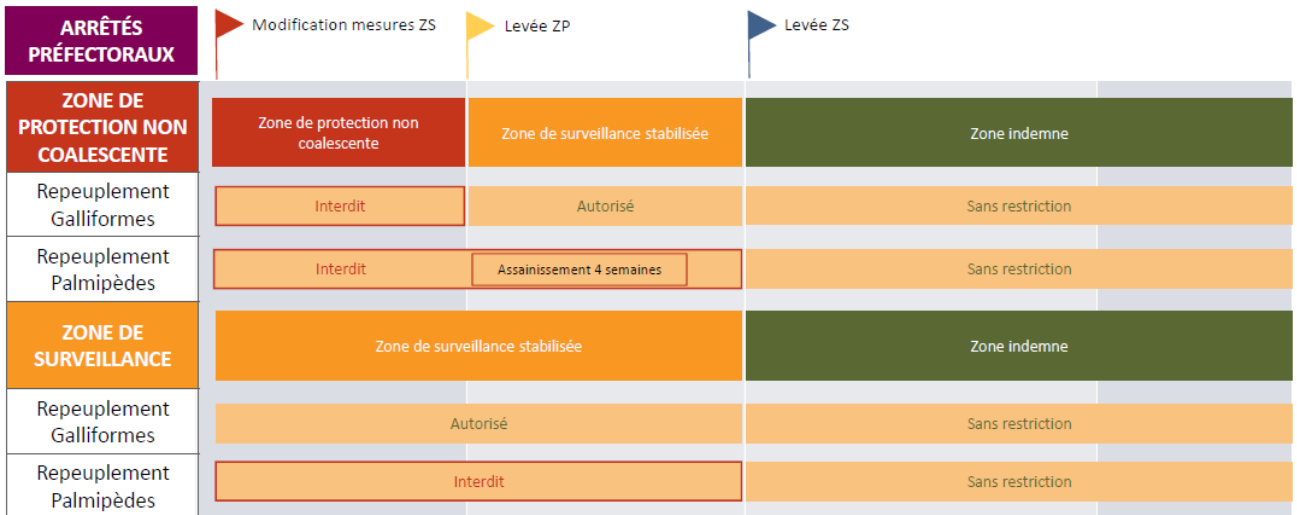 ARRÊTÉS
PRÉFECTORAUX
Modification mesures ZS
Levée ZP
Levée ZS
ZONE DE
PROTECTION NON
COALESCENTE
Zone de protection non
coalescente
Zone de surveillance stabilisée
Zone indemne
Repeuplement
Galliformes
Interdit
Autorisé
Sans restriction
Repeuplement
Palmipèdes
Interdit
Assainissement 4 semaines
Sans restriction
ZONE DE
SURVEILLANCE
Zone de surveillance stabilisée
Zone indemne
Repeuplement
Galliformes
Autorisé
Sans restriction
Repeuplement
Palmipèdes
Interdit
Sans restriction